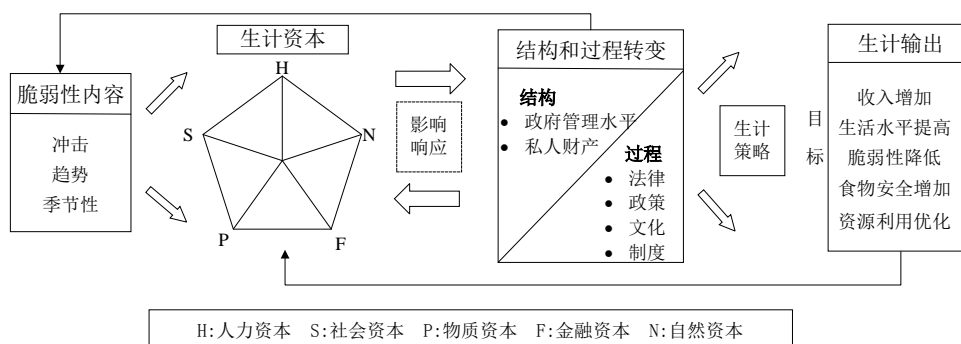 生计资本
结构和过程转变
生计输出
脆弱性内容
冲击
趋势
季节性
H
S
N
P
F
影响
响应
结构
• 政府管理水平
• 私人财产
过程
• 法律
• 政策
• 文化
• 制度
生计
策略
目
标
收入增加
生活水平提高
脆弱性降低
食物安全增加
资源利用优化
H:人力资本 S:社会资本 P:物质资本 F:金融资本 N:自然资本